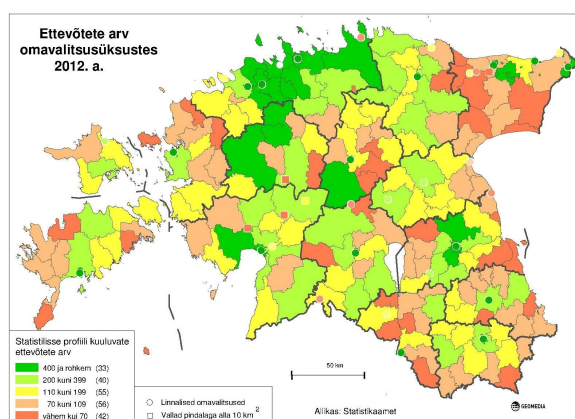 Ettevõtete arv
omavalitsusüksustes
2012. a.
Statistilisse profiili kuuluvate
ettevõtete arv
400 ja rohkem (33)
200 kuni 399 (40)
110 kuni 199 (55)
70 kuni 109 (56)
vähem kui 70 (42)
Linnalised omavalitsused
Vallad pindalaga alla 10 km2
50 km
Allikas: Statistikaamet
GEOMEDIA